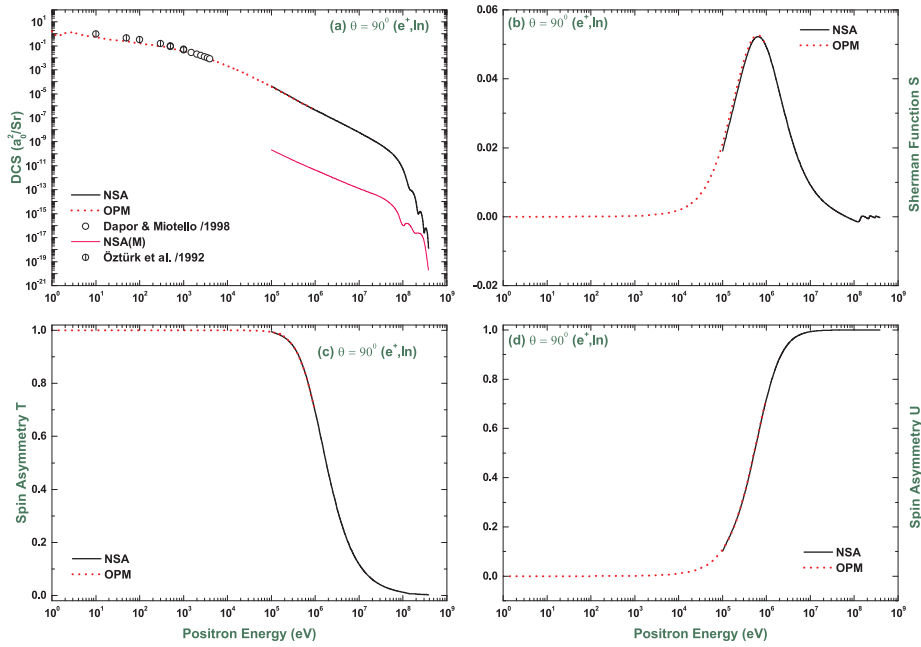 (a) θ = 90⁰ (e⁺,In)
10¹
10⁻¹
10⁻³
10⁻⁵
10⁻⁷
10⁻⁹
10⁻¹¹
10⁻¹³
10⁻¹⁵
10⁻¹⁷
10⁻¹⁹
10⁻²¹
DCS (a₀²/Sr)
NSA
OPM
Dapor & Miotello /1998
NSA(M)
Öztürk et al. /1992
10⁰ 10¹ 10² 10³ 10⁴ 10⁵ 10⁶ 10⁷ 10⁸ 10⁹
(b) θ = 90⁰ (e⁺,In)
NSA
OPM
0.06
0.04
0.02
0.00
−0.02
Sherman Function S
10⁰ 10¹ 10² 10³ 10⁴ 10⁵ 10⁶ 10⁷ 10⁸ 10⁹
(c) θ = 90⁰ (e⁺,In)
1.0
0.8
0.6
0.4
0.2
0.0
Spin Asymmetry T
NSA
OPM
10⁰ 10¹ 10² 10³ 10⁴ 10⁵ 10⁶ 10⁷ 10⁸ 10⁹
Positron Energy (eV)
(d) θ = 90⁰ (e⁺,In)
1.0
0.8
0.6
0.4
0.2
0.0
Spin Asymmetry U
NSA
OPM
10⁰ 10¹ 10² 10³ 10⁴ 10⁵ 10⁶ 10⁷ 10⁸ 10⁹
Positron Energy (eV)